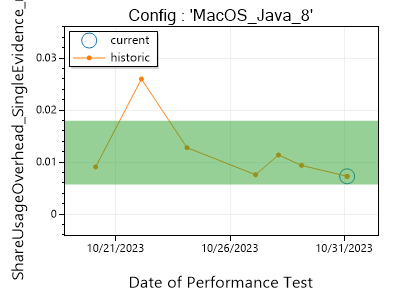 Config : 'MacOS_Java_8'
current
historic
0.03
0.02
0.01
0
ShareUsageOverhead_SingleEvidence_
10/21/2023
10/26/2023
10/31/2023
Date of Performance Test